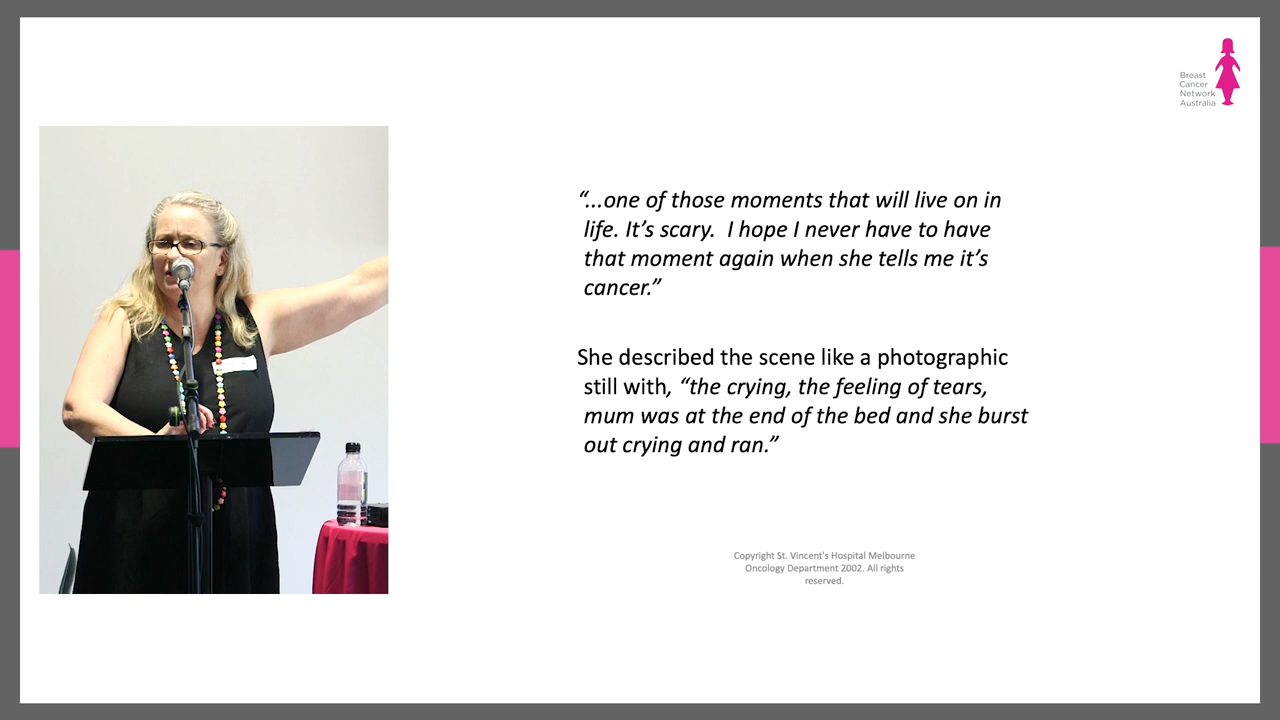 Breast
Cancer
Network
Australia
“...one of those moments that will live on in
life. It’s scary.  I hope I never have to have
that moment again when she tells me it’s
cancer.”
She described the scene like a photographic
still with, “the crying, the feeling of tears,
mum was at the end of the bed and she burst
out crying and ran.”
Copyright St. Vincent's Hospital Melbourne
Oncology Department 2002. All rights
reserved.